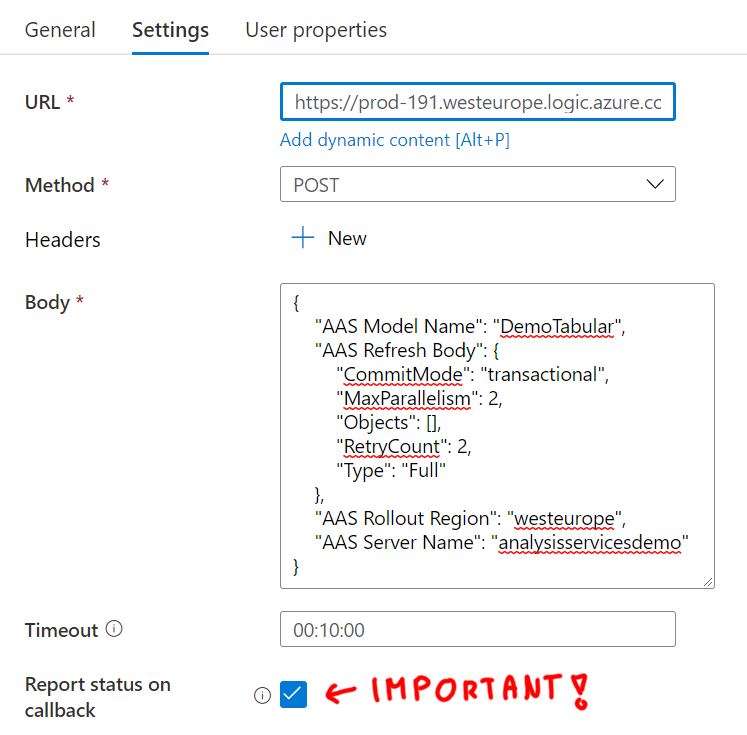 General Settings User properties
URL *
https://prod-191.westeurope.logic.azure.cc
Add dynamic content [Alt+P]
Method * POST
Headers + New
Body * {
"AAS Model Name": "DemoTabular",
"AAS Refresh Body": {
"CommitMode": "transactional",
"MaxParallelism": 2,
"Objects": [],
"RetryCount": 2,
"Type": "Full"
},
"AAS Rollout Region": "westeurope",
"AAS Server Name": "analysisservicesdemo"
}
Timeout 00:10:00
Report status on
callback
← IMPORTANT!